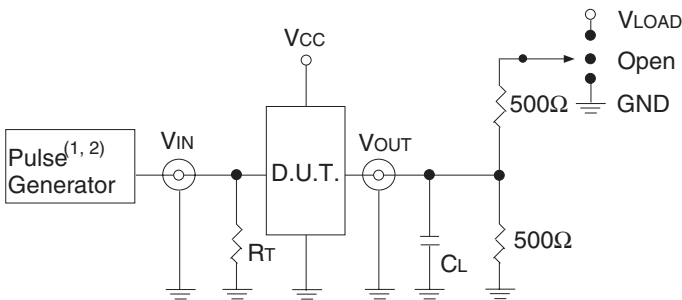 VLOAD
VCC
Open
500Ω
GND
Pulse(1, 2)
Generator
VIN
D.U.T.
VOUT
RT
CL
500Ω